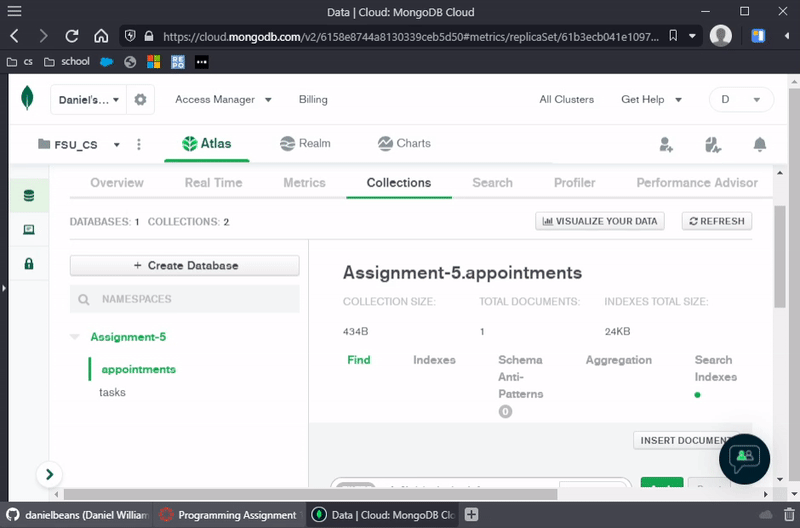 Data | Cloud: MongoDB Cloud
https://cloud.mongodb.com/v2/6158e8744a8130339ceb5d50#metrics/replicaSet/61b3ecb041e1097...
cs school REPO
Daniel's... Access Manager Billing All Clusters Get Help D
FSU_CS Atlas Realm Charts
Overview Real Time Metrics Collections Search Profiler Performance Advisor
DATABASES: 1 COLLECTIONS: 2 VISUALIZE YOUR DATA REFRESH
+ Create Database
NAMESPACES
Assignment-5
appointments
tasks
Assignment-5.appointments
COLLECTION SIZE: TOTAL DOCUMENTS: INDEXES TOTAL SIZE:
434B 1 24KB
Find Indexes Schema Anti-Patterns 0 Aggregation Search Indexes
INSERT DOCUMEN
danielbeans (Daniel William Programming Assignment Data | Cloud: MongoDB Clo